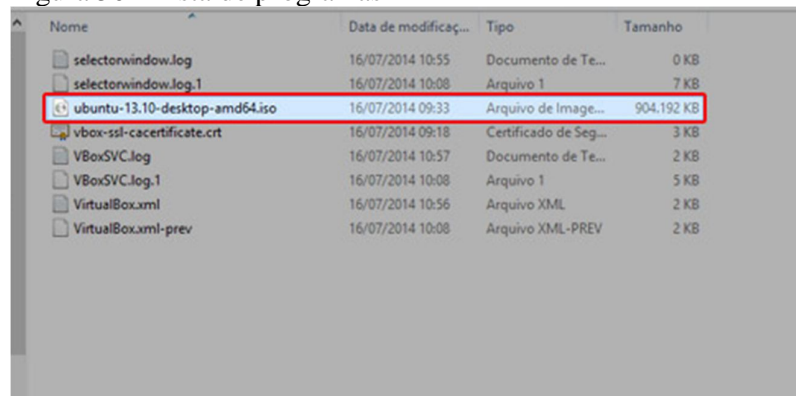 Nome Data de modificaç... Tipo Tamanho
selectorwindow.log 16/07/2014 10:55 Documento de Te... 0 KB
selectorwindow.log.1 16/07/2014 10:08 Arquivo 1 7 KB
ubuntu-13.10-desktop-amd64.iso 16/07/2014 09:33 Arquivo de Image... 904.192 KB
vbox-ssl-cacertificate.crt 16/07/2014 09:18 Certificado de Seg... 3 KB
VBoxSVC.log 16/07/2014 10:57 Documento de Te... 2 KB
VBoxSVC.log.1 16/07/2014 10:08 Arquivo 1 5 KB
VirtualBox.xml 16/07/2014 10:56 Arquivo XML 2 KB
VirtualBox.xml-prev 16/07/2014 10:08 Arquivo XML-PREV 2 KB